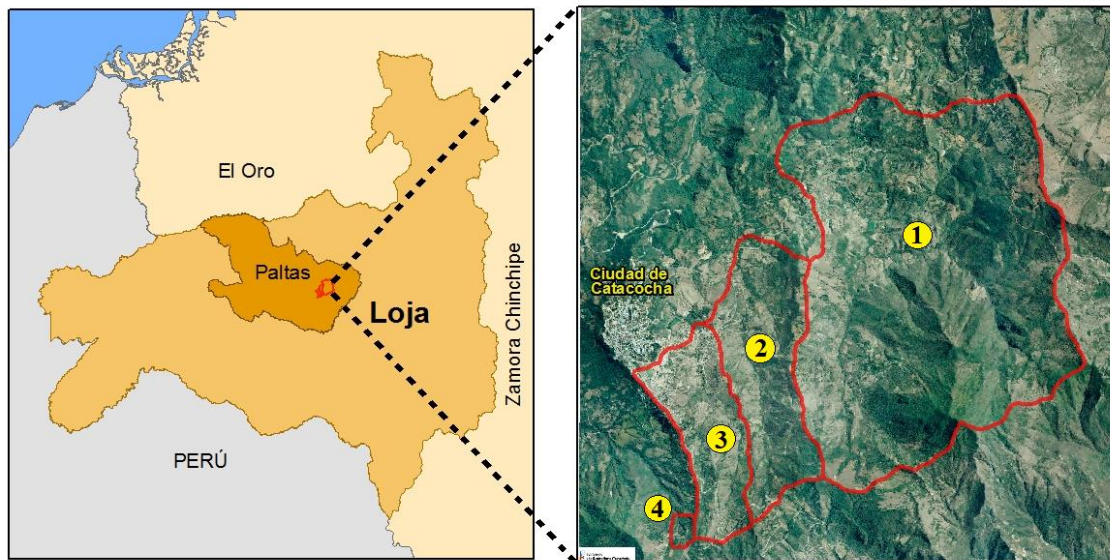 El Oro
Paltas
Loja
Zamora Chinchipe
PERÚ
1
Ciudad de
Catacocha
2
3
4